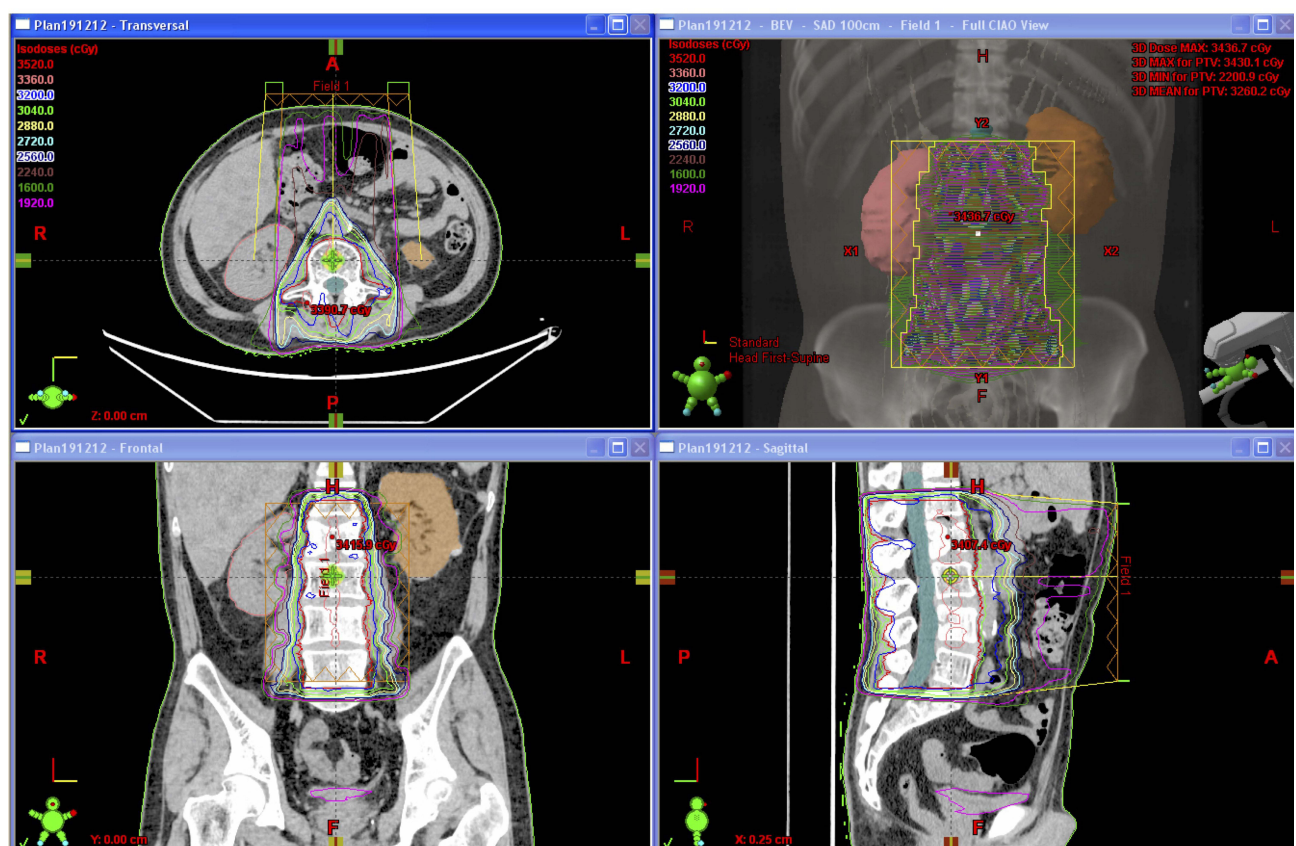 Plan191212 - Transversal
Isodoses (cGy)
3520.0
3360.0
3200.0
3040.0
2880.0
2720.0
2560.0
2240.0
1600.0
1920.0
A
Field 1
R
L
3390.7 cGy
P
Z: 0.00 cm
Plan191212 - BEV - SAD 100cm - Field 1 - Full CIAO View
Isodoses (cGy)
3520.0
3360.0
3200.0
3040.0
2880.0
2720.0
2560.0
2240.0
1600.0
1920.0
H
3D Dose MAX: 3436.7 cGy
3D MAX for PTV: 3430.1 cGy
3D MIN for PTV: 2200.9 cGy
3D MEAN for PTV: 3260.2 cGy
Y2
3436.7 cGy
R
L
X1
X2
L
Standard
Head First-Supine
Y1
F
Plan191212 - Frontal
H
3415.9 cGy
Field 1
R
L
F
Y: 0.00 cm
Plan191212 - Sagittal
H
3407.4 cGy
Field 1
P
A
F
X: 0.25 cm